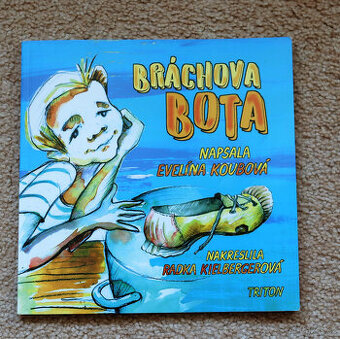 BRÁCHOVA
BOTA
NAPSALA
EVELÍNA KOUBOVÁ
NAKRESLILA
RADKA KIELBERGEROVÁ
TRITON